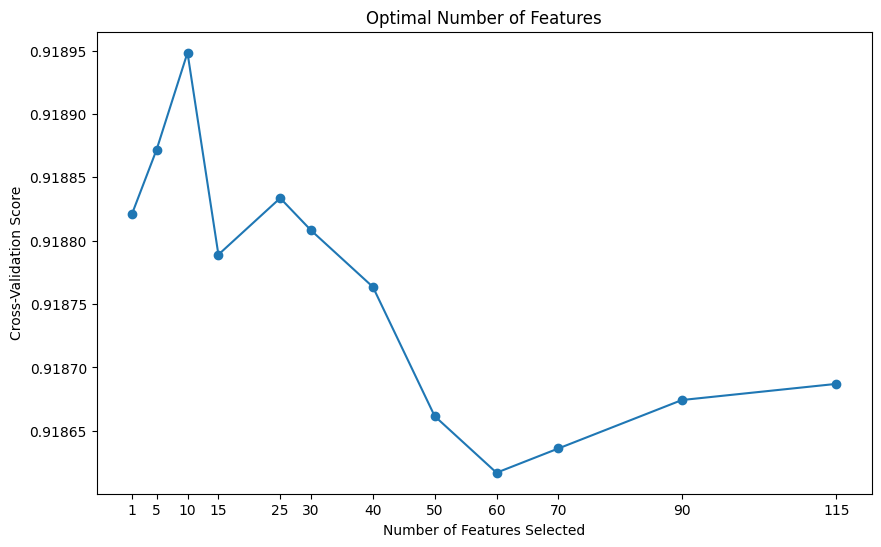 Optimal Number of Features
Cross-Validation Score
0.91895
0.91890
0.91885
0.91880
0.91875
0.91870
0.91865
1 5 10 15 25 30 40 50 60 70 90 115
Number of Features Selected